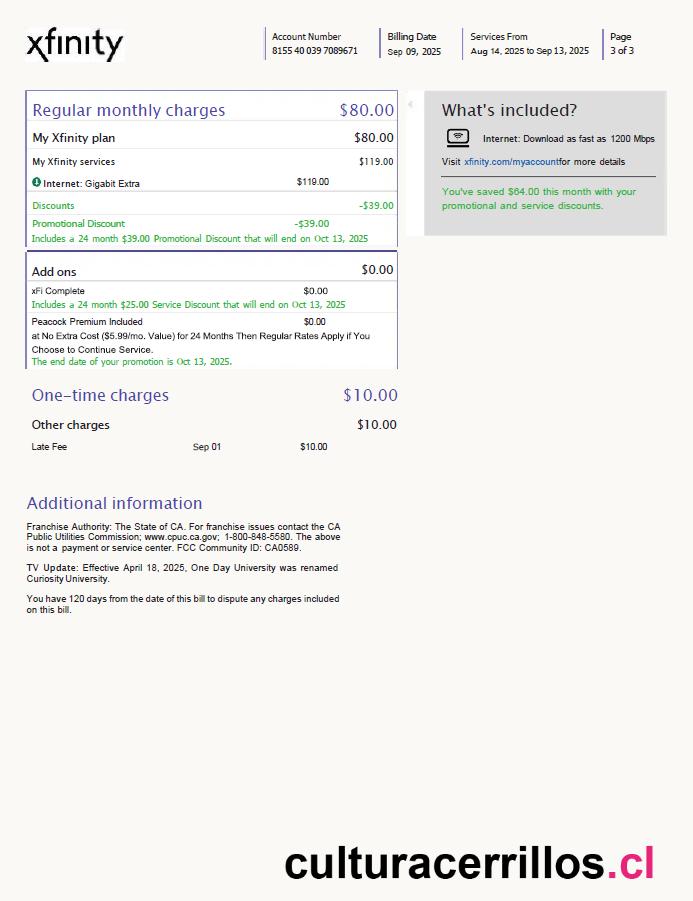 xfinity
Account Number
8155 40 039 7089671
Billing Date
Sep 09, 2025
Services From
Aug 14, 2025 to Sep 13, 2025
Page
3 of 3
Regular monthly charges $80.00
My Xfinity plan $80.00
My Xfinity services $119.00
1 Internet: Gigabit Extra $119.00
Discounts -$39.00
Promotional Discount -$39.00
Includes a 24 month $39.00 Promotional Discount that will end on Oct 13, 2025
Add ons $0.00
xFi Complete $0.00
Includes a 24 month $25.00 Service Discount that will end on Oct 13, 2025
Peacock Premium Included $0.00
at No Extra Cost ($5.99/mo. Value) for 24 Months Then Regular Rates Apply if You
Choose to Continue Service.
The end date of your promotion is Oct 13, 2025.
What's included?
Internet: Download as fast as 1200 Mbps
Visit xfinity.com/myaccountfor more details
You've saved $64.00 this month with your
promotional and service discounts.
One-time charges $10.00
Other charges $10.00
Late Fee Sep 01 $10.00
Additional information
Franchise Authority: The State of CA. For franchise issues contact the CA
Public Utilities Commission; www.cpuc.ca.gov; 1-800-848-5580. The above
is not a payment or service center. FCC Community ID: CA0589.
TV Update: Effective April 18, 2025, One Day University was renamed
Curiosity University.
You have 120 days from the date of this bill to dispute any charges included
on this bill.
culturacerrillos.cl